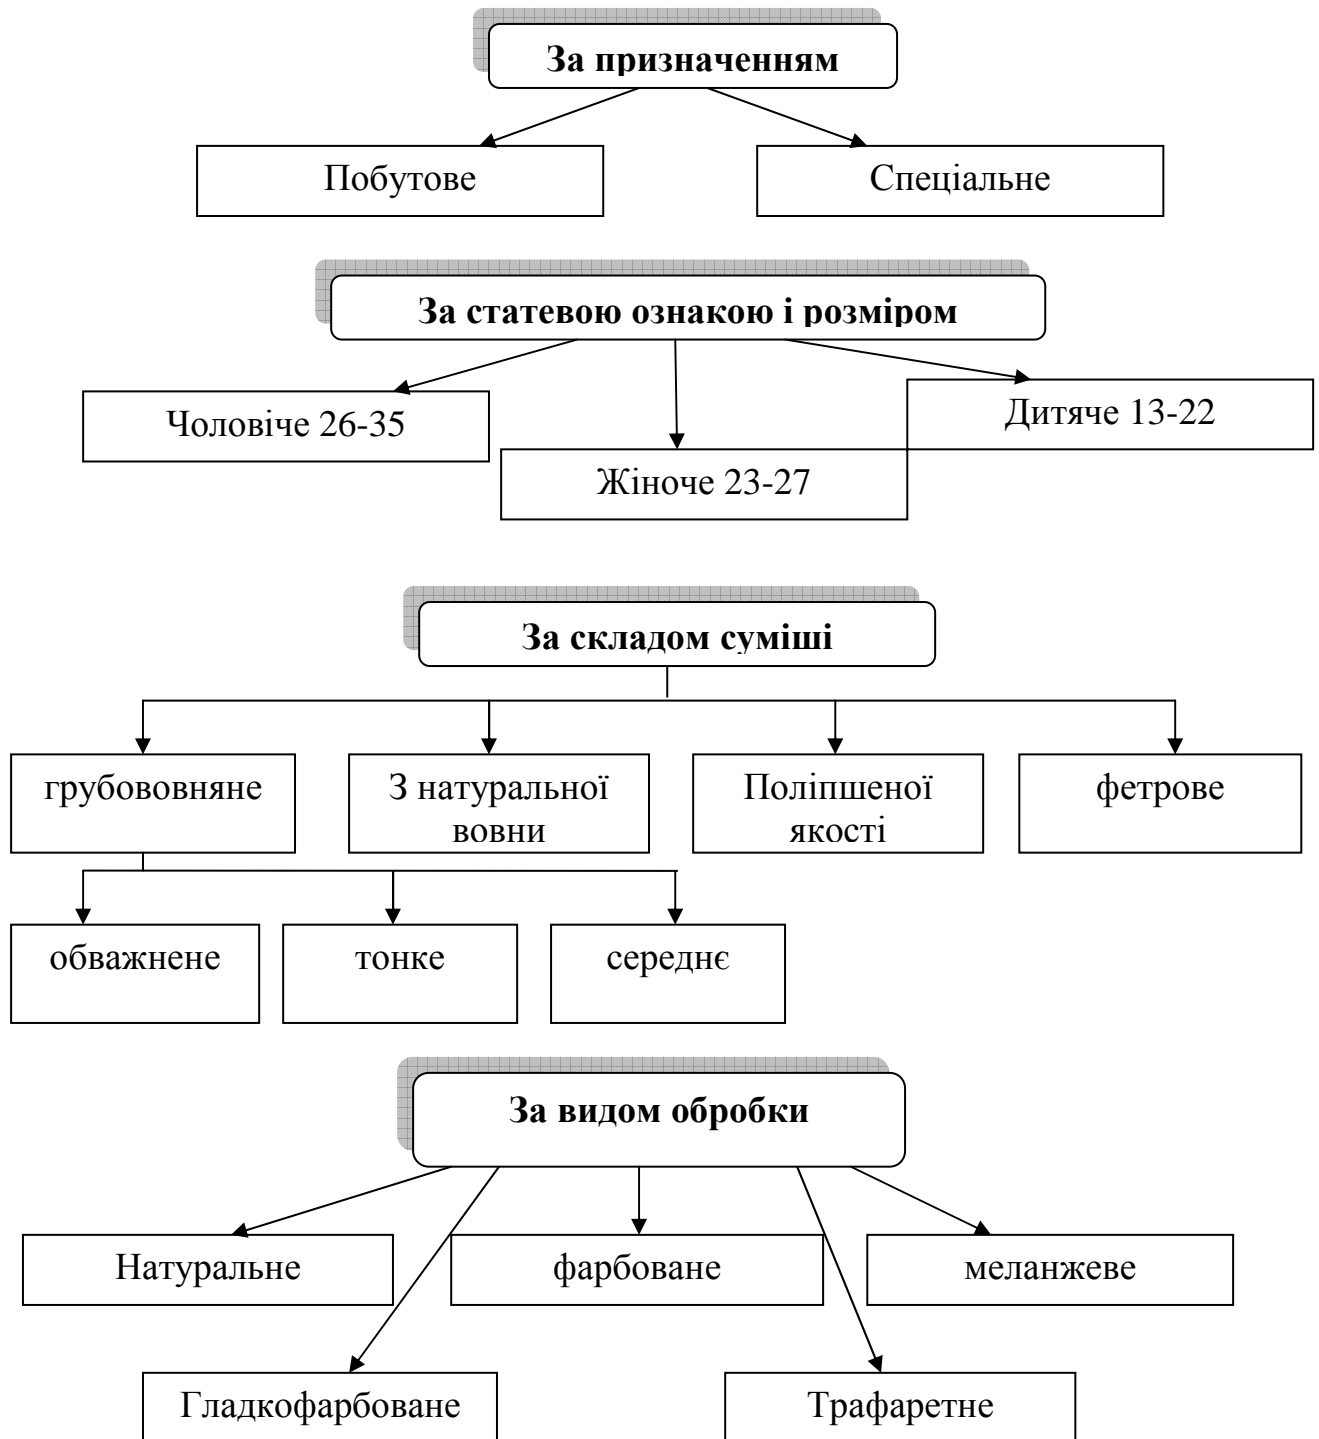 За призначенням
Побутове
Спеціальне
За статевою ознакою і розміром
Чоловіче 26-35
Жіноче 23-27
Дитяче 13-22
За складом суміші
грубововняне
З натуральної
вовни
Поліпшеної
якості
фетрове
обважнене
тонке
середнє
За видом обробки
Натуральне
фарбоване
меланжеве
Гладкофарбоване
Трафаретне